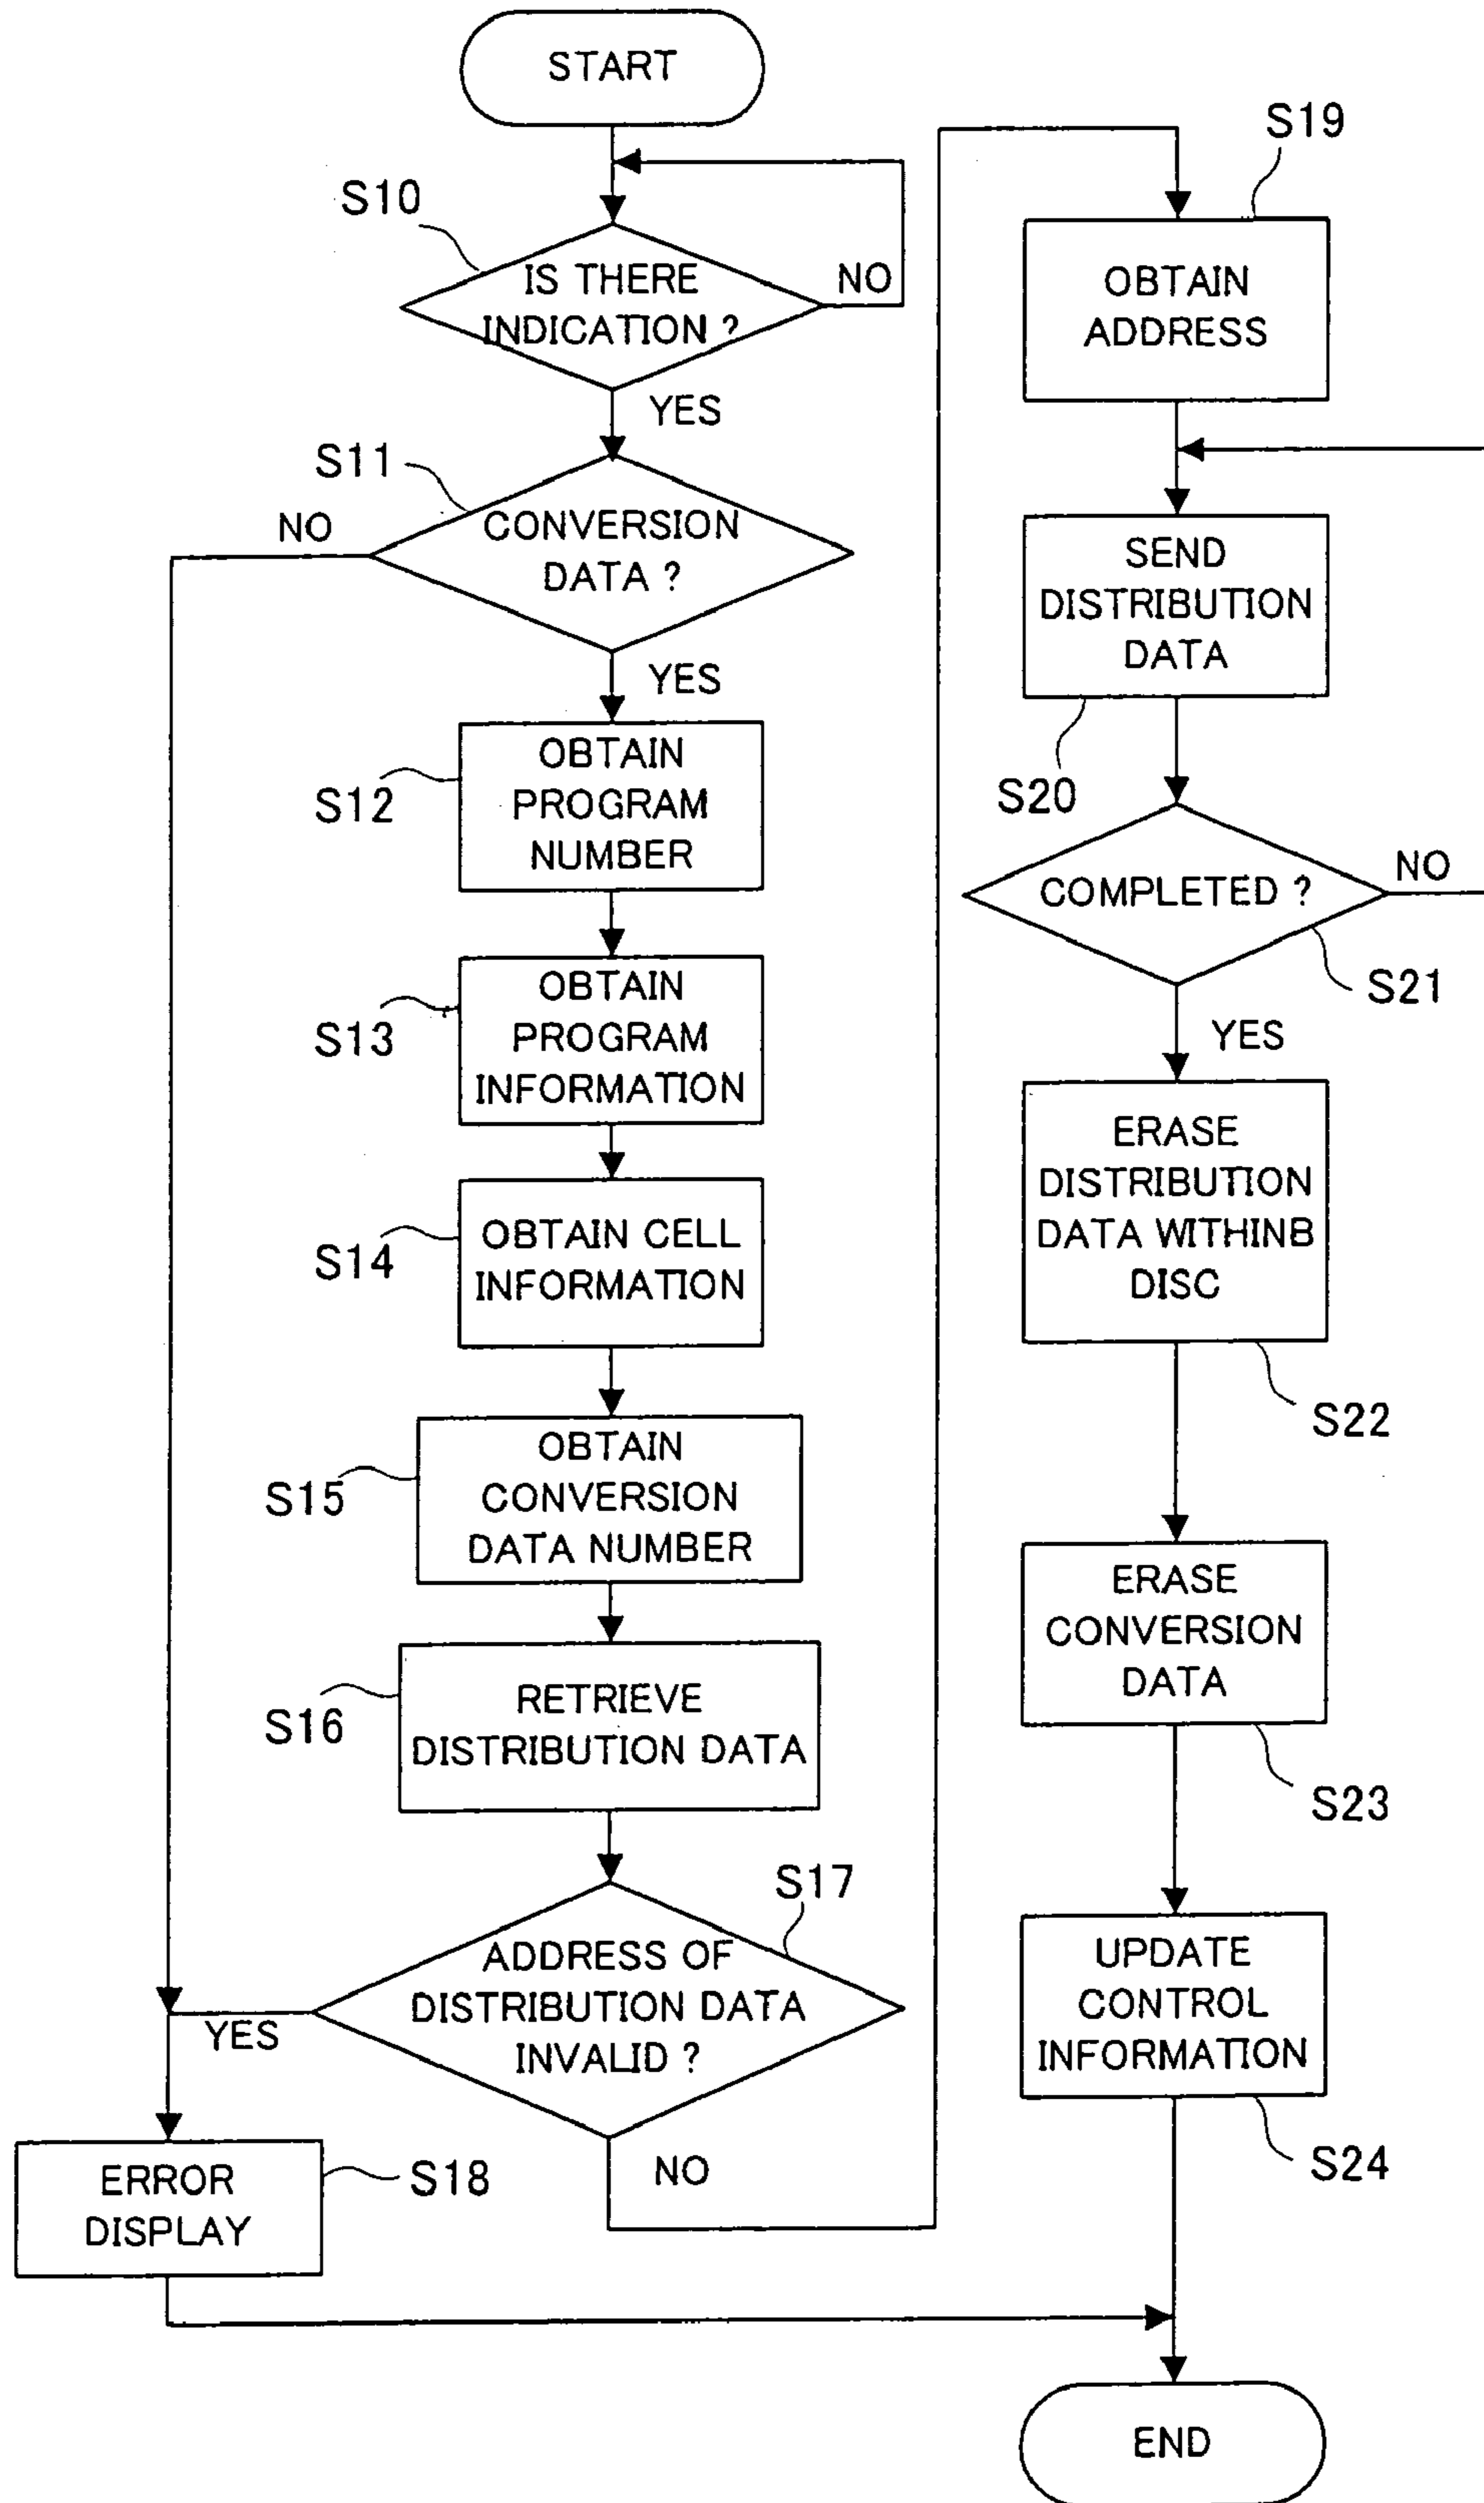 START
S10
IS THERE
INDICATION ?
NO
YES
S11
CONVERSION
DATA ?
NO
YES
S12
OBTAIN
PROGRAM
NUMBER
S13
OBTAIN
PROGRAM
INFORMATION
S14
OBTAIN CELL
INFORMATION
S15
OBTAIN
CONVERSION
DATA NUMBER
S16
RETRIEVE
DISTRIBUTION DATA
S17
ADDRESS OF
DISTRIBUTION DATA
INVALID ?
YES
NO
ERROR
DISPLAY
S18
S19
OBTAIN
ADDRESS
SEND
DISTRIBUTION
DATA
S20
COMPLETED ?
NO
S21
YES
ERASE
DISTRIBUTION
DATA WITHINB
DISC
S22
ERASE
CONVERSION
DATA
S23
UPDATE
CONTROL
INFORMATION
S24
END